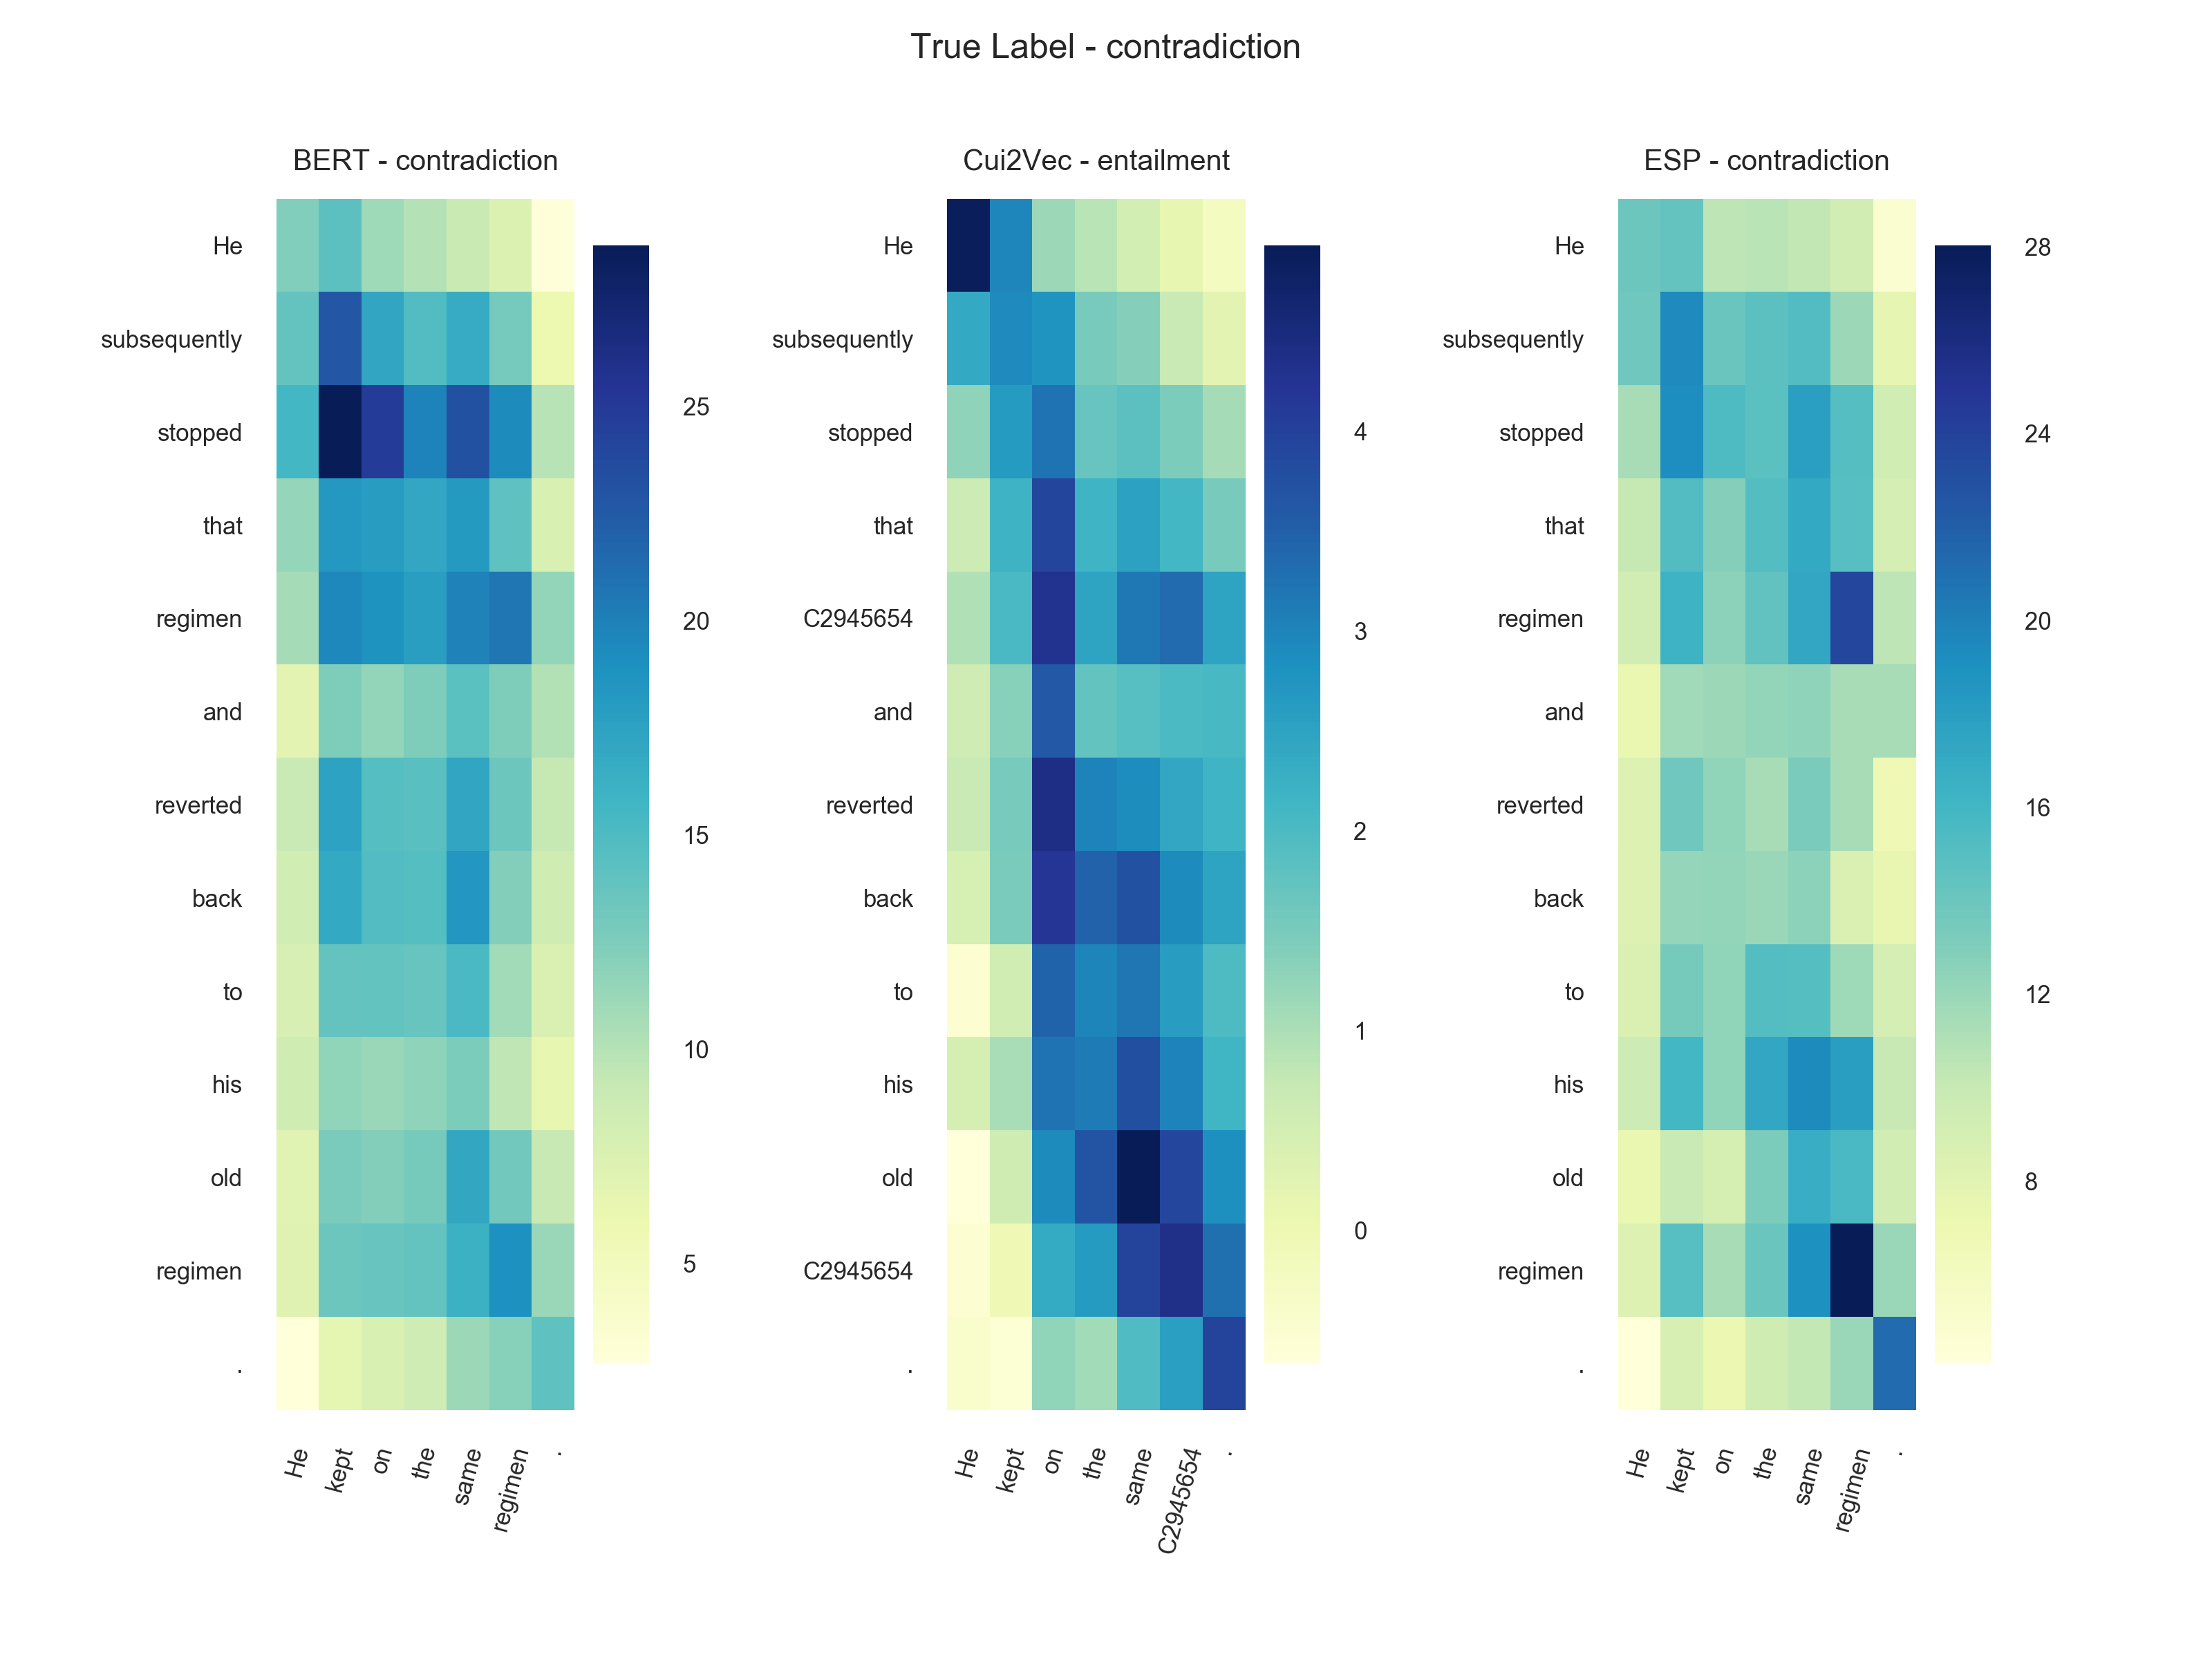 True Label - contradiction
BERT - contradiction
He
subsequently
stopped
that
regimen
and
reverted
back
to
his
old
regimen
.
He
kept
on
the
same
regimen
.
25
20
15
10
5
Cui2Vec - entailment
He
subsequently
stopped
that
C2945654
and
reverted
back
to
his
old
C2945654
.
He
kept
on
the
same
C2945654
.
4
3
2
1
0
ESP - contradiction
He
subsequently
stopped
that
regimen
and
reverted
back
to
his
old
regimen
.
He
kept
on
the
same
regimen
.
28
24
20
16
12
8